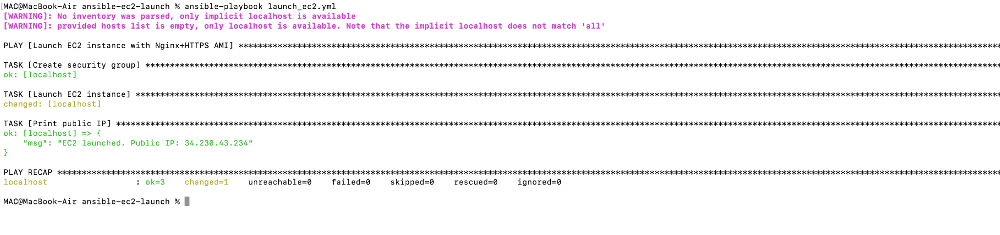 MAC@MacBook-Air ansible-ec2-launch % ansible-playbook launch_ec2.yml
[WARNING]: No inventory was parsed, only implicit localhost is available
[WARNING]: provided hosts list is empty, only localhost is available. Note that the implicit localhost does not match 'all'
PLAY [Launch EC2 instance with Nginx+HTTPS AMI] ************************************************************************************************************************************************************
TASK [Create security group] *******************************************************************************************************************************************************************************
ok: [localhost]
TASK [Launch EC2 instance] *********************************************************************************************************************************************************************************
changed: [localhost]
TASK [Print public IP] *************************************************************************************************************************************************************************************
ok: [localhost] => {
    "msg": "EC2 launched. Public IP: 34.230.43.234"
}
PLAY RECAP *************************************************************************************************************************************************************************************************
localhost                  : ok=3    changed=1    unreachable=0    failed=0    skipped=0    rescued=0    ignored=0
MAC@MacBook-Air ansible-ec2-launch %